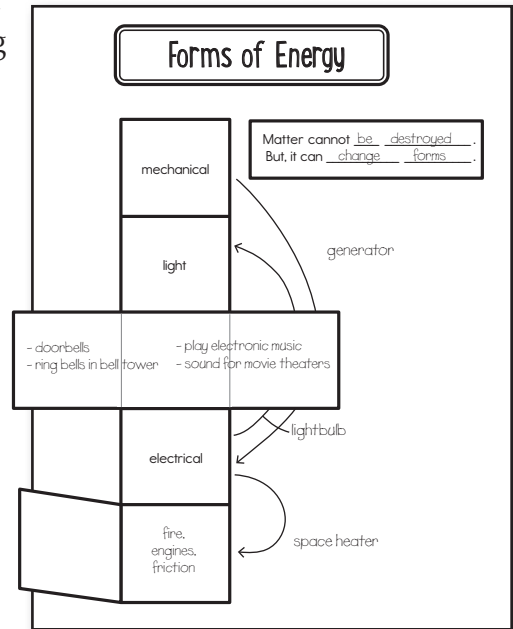 g
Forms of Energy
Matter cannot be destroyed.
But, it can change forms.
mechanical
generator
light
- doorbells
- ring bells in bell tower
- play electronic music
- sound for movie theaters
lightbulb
electrical
fire,
engines,
friction
space heater